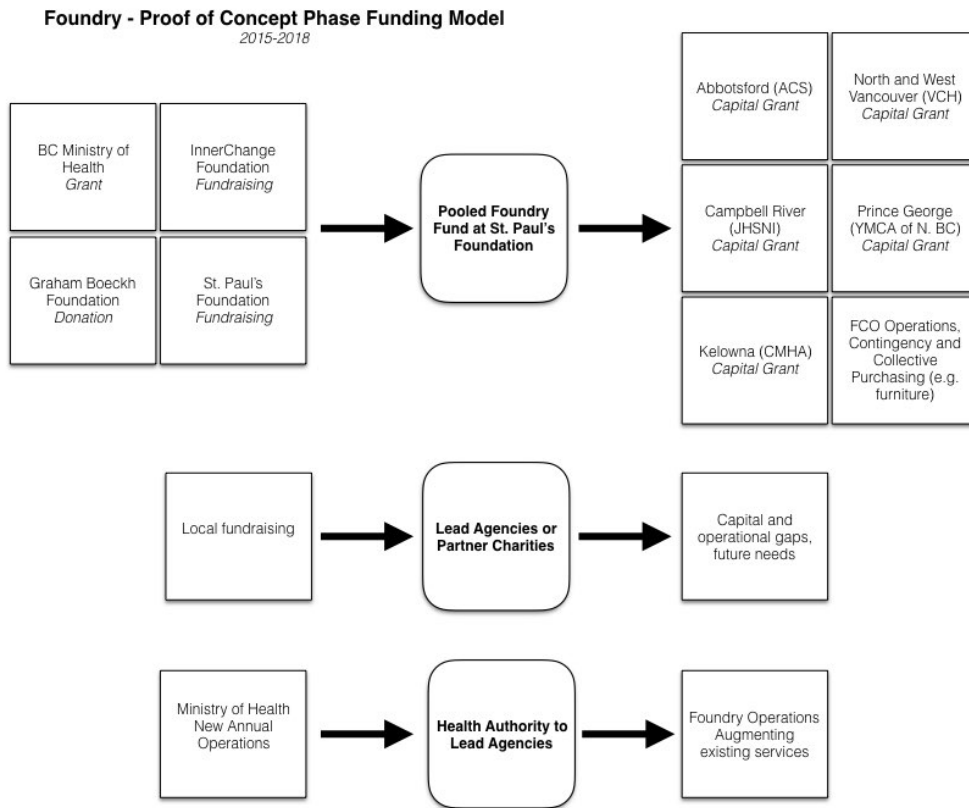 Foundry - Proof of Concept Phase Funding Model
2015-2018
BC Ministry of
Health
Grant
InnerChange
Foundation
Fundraising
Graham Boeckh
Foundation
Donation
St. Paul's
Foundation
Fundraising
Pooled Foundry
Fund at St. Paul's
Foundation
Abbotsford (ACS)
Capital Grant
North and West
Vancouver (VCH)
Capital Grant
Campbell River
(JHSNI)
Capital Grant
Prince George
(YMCA of N. BC)
Capital Grant
Kelowna (CMHA)
Capital Grant
FCO Operations,
Contingency and
Collective
Purchasing (e.g.
furniture)
Local fundraising
Lead Agencies or
Partner Charities
Capital and
operational gaps,
future needs
Ministry of Health
New Annual
Operations
Health Authority to
Lead Agencies
Foundry Operations
Augmenting
existing services